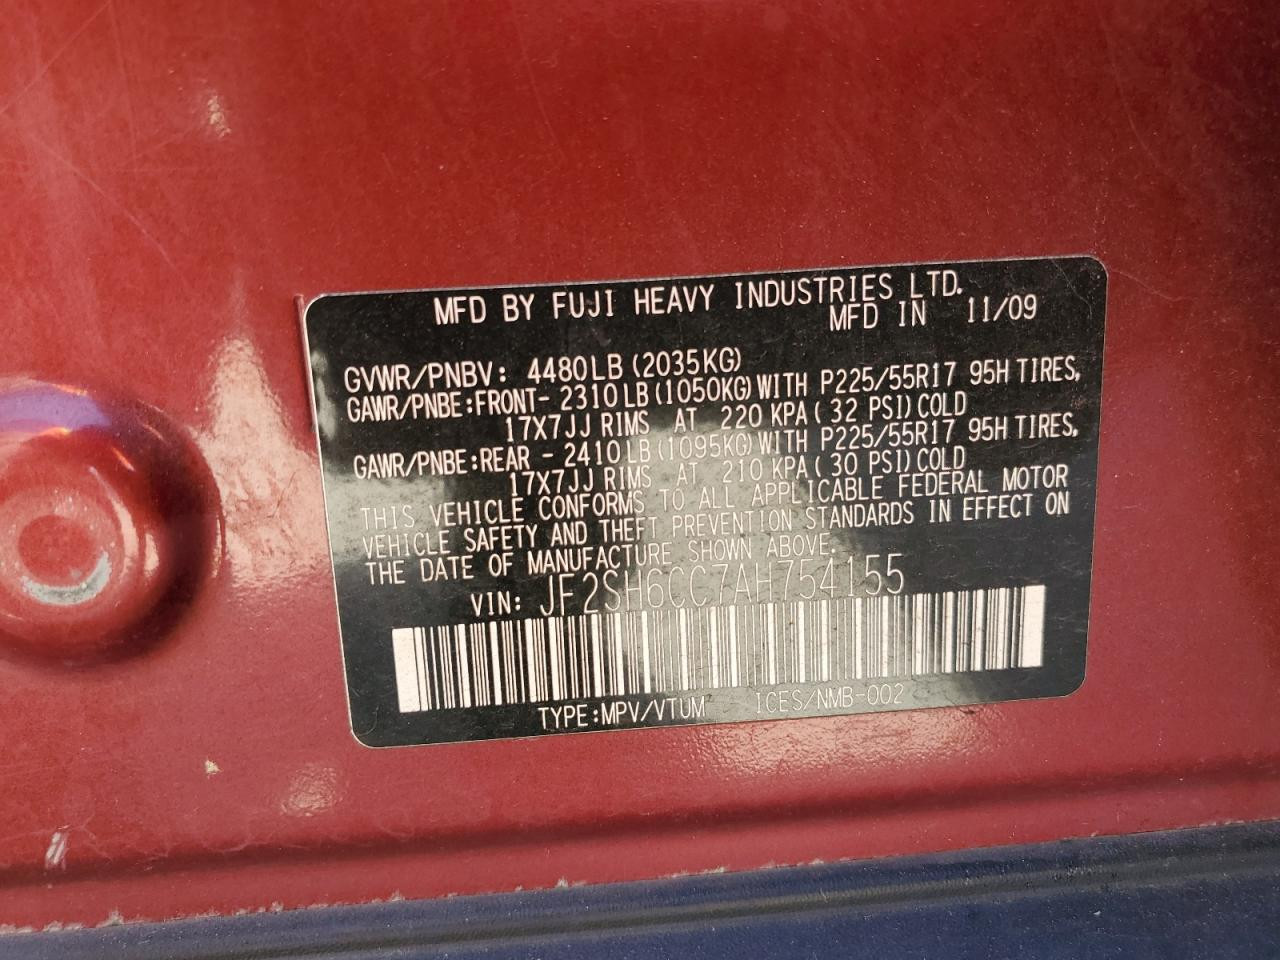 MFD BY FUJI HEAVY INDUSTRIES LTD.
MFD IN 11/09
GVWR/PNBV: 4480LB (2035KG)
GAWR/PNBE:FRONT- 2310LB (1050KG) WITH P225/55R17 95H TIRES,
17X7JJ RIMS AT 220 KPA ( 32 PSI) COLD
GAWR/PNBE:REAR - 2410LB (1095KG) WITH P225/55R17 95H TIRES,
17X7JJ RIMS AT 210 KPA ( 30 PSI) COLD
THIS VEHICLE CONFORMS TO ALL APPLICABLE FEDERAL MOTOR
VEHICLE SAFETY AND THEFT PREVENTION STANDARDS IN EFFECT ON
THE DATE OF MANUFACTURE SHOWN ABOVE.
VIN: JF2SH6CC7AH754155
TYPE:MPV/VTUM ICES/NMB-002